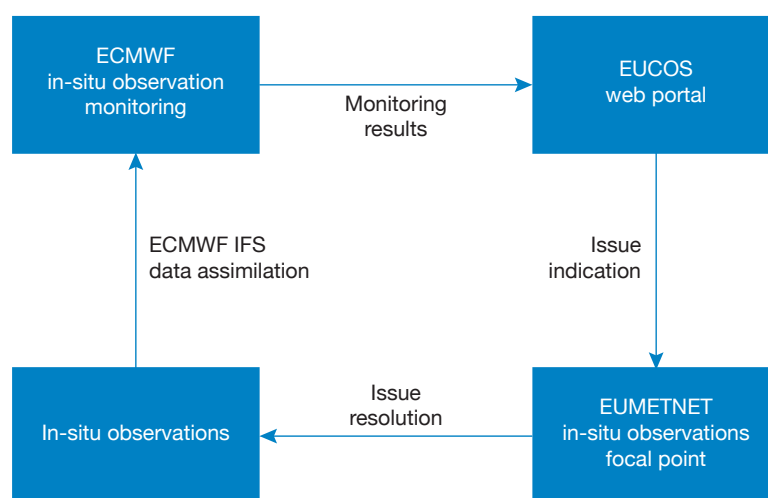 ECMWF
in-situ observation
monitoring
Monitoring
results
EUCOS
web portal
ECMWF IFS
data assimilation
Issue
indication
In-situ observations
Issue
resolution
EUMETNET
in-situ observations
focal point